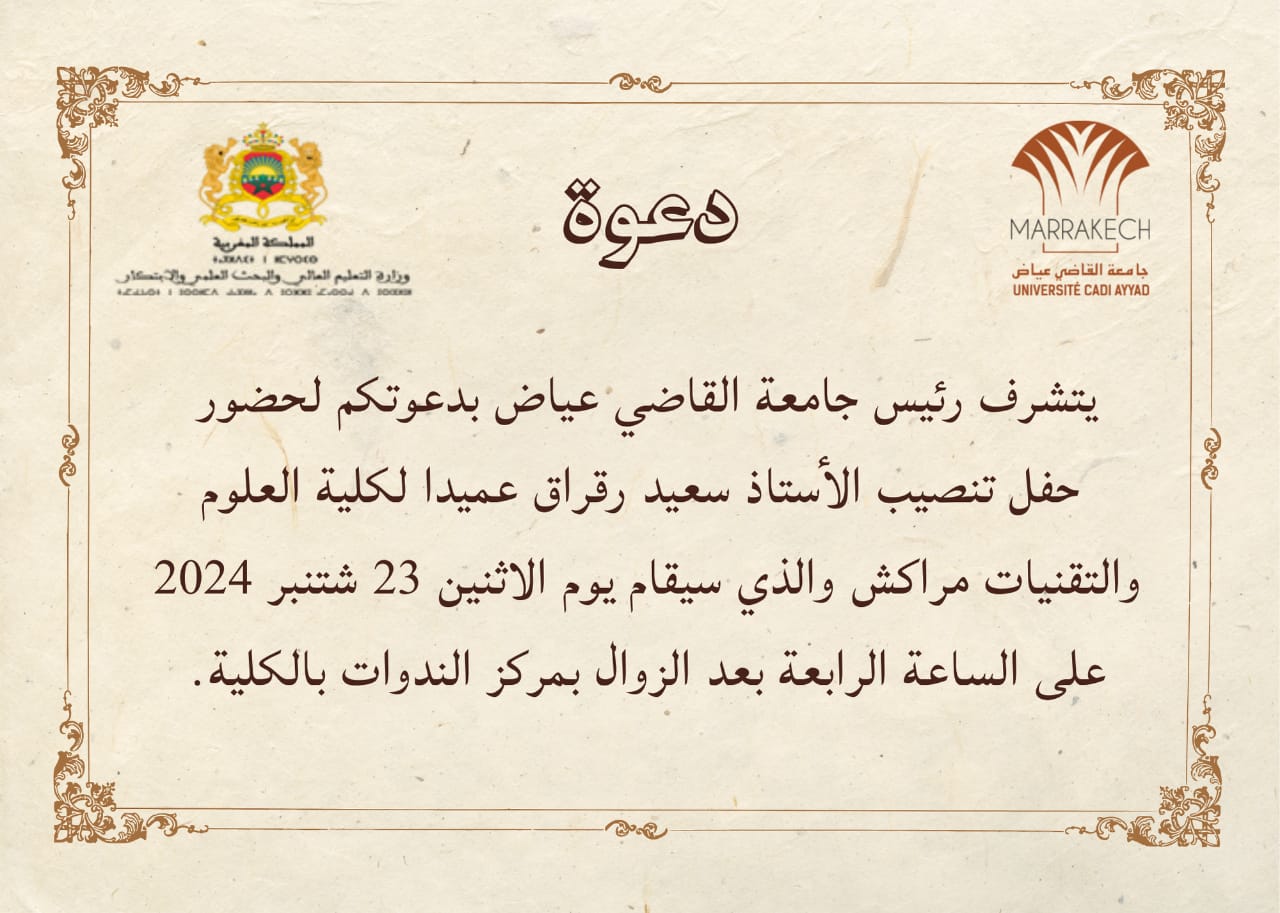 دعوة
المملكة المغربية
ⵜⴰⴳⵍⴷⵉⵜ ⵏ ⵍⵎⵖⵔⵉⴱ
وزارة التعليم العالي والبحث العلمي والابتكار
MARRAKECH
جامعة القاضي عياض
UNIVERSITÉ CADI AYYAD
يتشرف رئيس جامعة القاضي عياض بدعوتكم لحضور
حفل تنصيب الأستاذ سعيد رقراق عميدا لكلية العلوم
والتقنيات مراكش والذي سيقام يوم الاثنين 23 شتنبر 2024
على الساعة الرابعة بعد الزوال بمركز الندوات بالكلية.